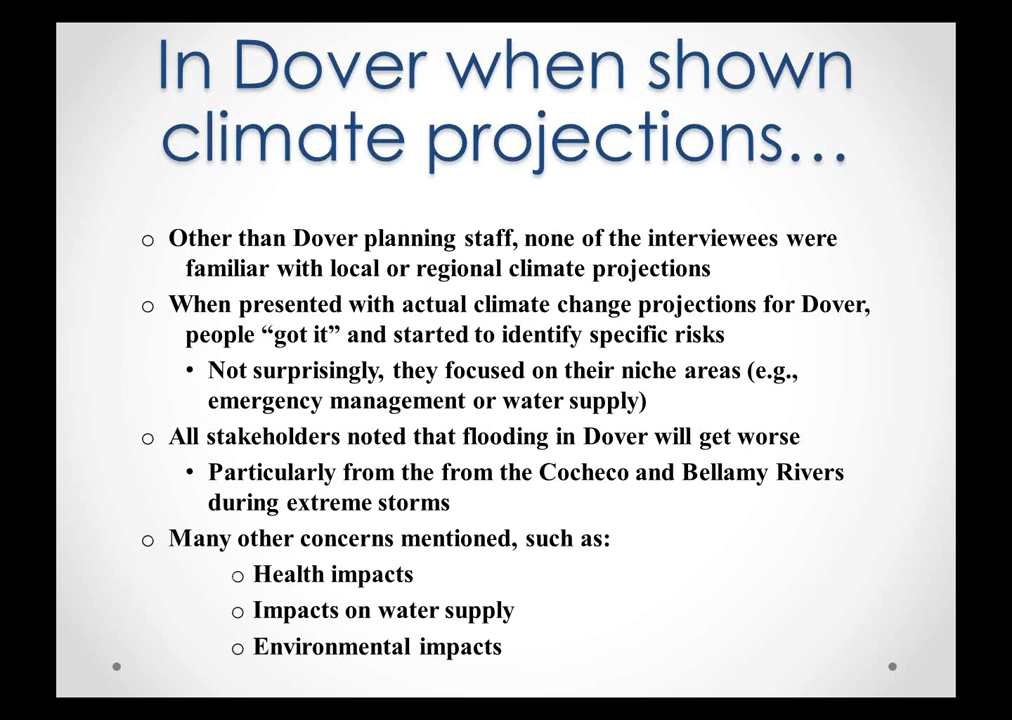 In Dover when shown
climate projections…
o Other than Dover planning staff, none of the interviewees were
familiar with local or regional climate projections
o When presented with actual climate change projections for Dover,
people “got it” and started to identify specific risks
• Not surprisingly, they focused on their niche areas (e.g.,
emergency management or water supply)
o All stakeholders noted that flooding in Dover will get worse
• Particularly from the from the Cocheco and Bellamy Rivers
during extreme storms
o Many other concerns mentioned, such as:
o Health impacts
o Impacts on water supply
o Environmental impacts